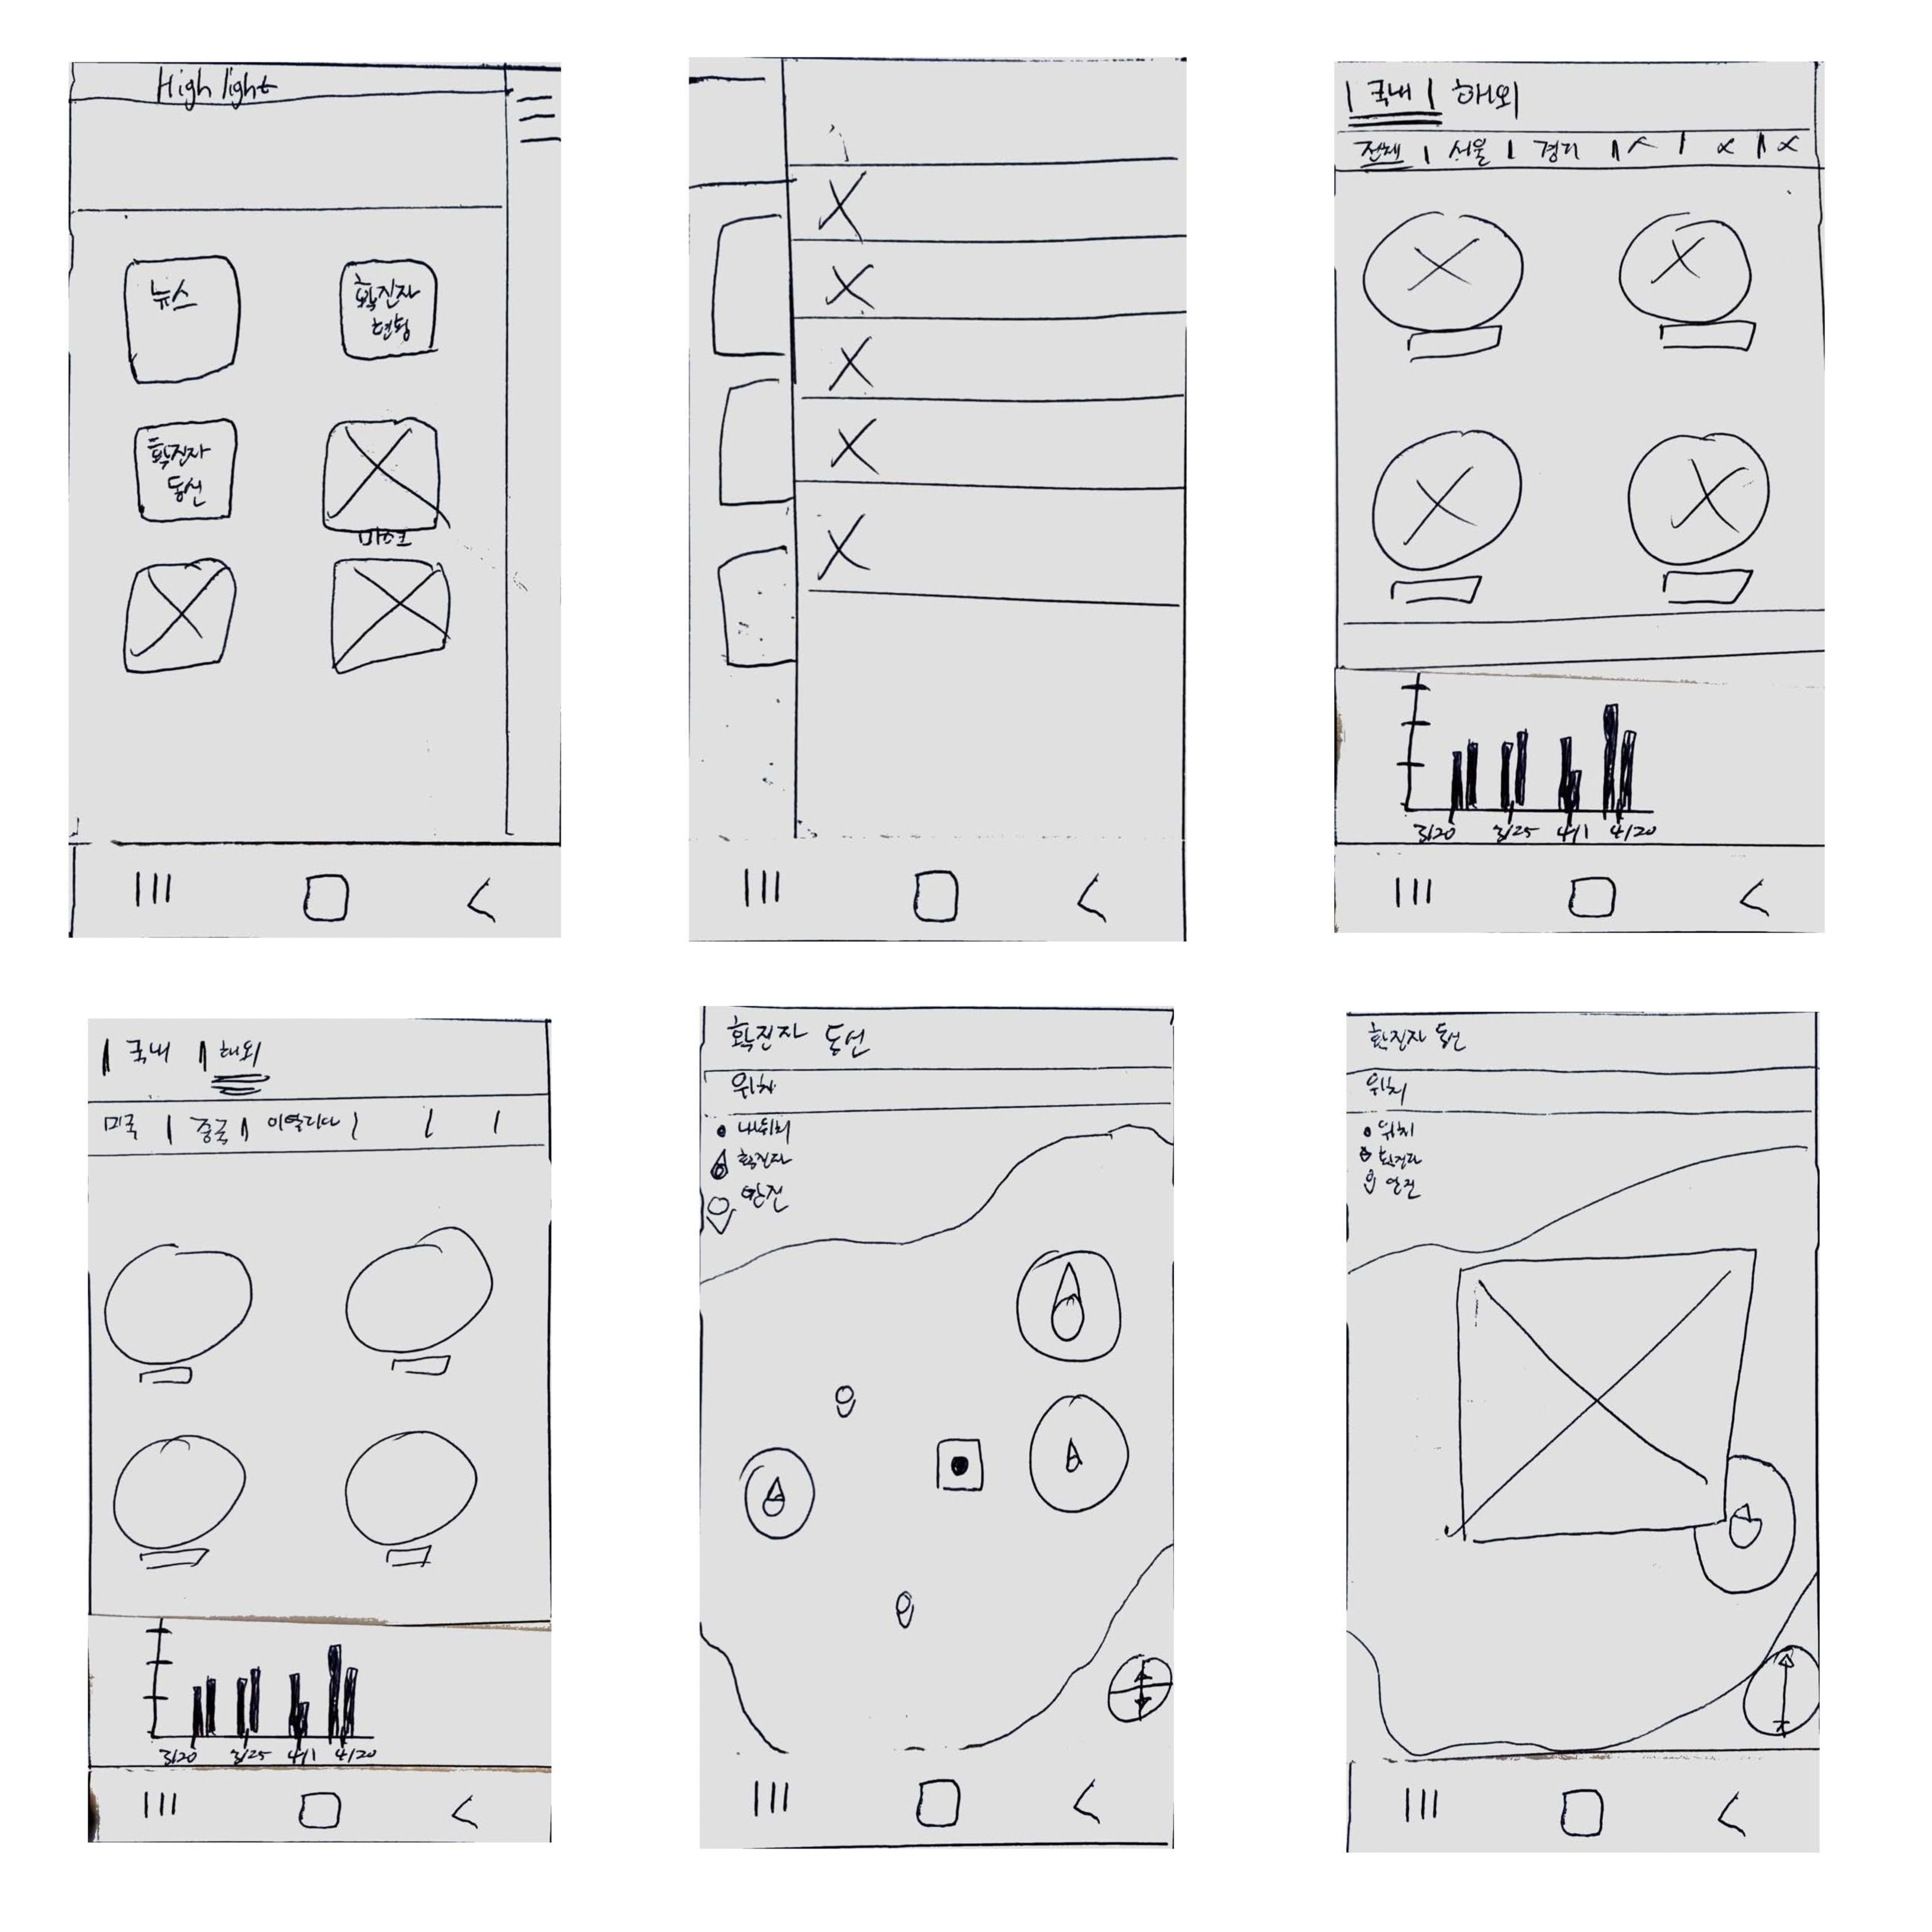 High light
뉴스
확진자
현황
확진자
동선
마스크
국내 해외
전체 서울 경기
3/20 3/25 4/1 4/20
국내 해외
미국 중국 이탈리아
3/20 3/25 4/1 4/20
확진자 동선
위치
내위치
확진자
안전
확진자 동선
위치
위치
확진자
안전